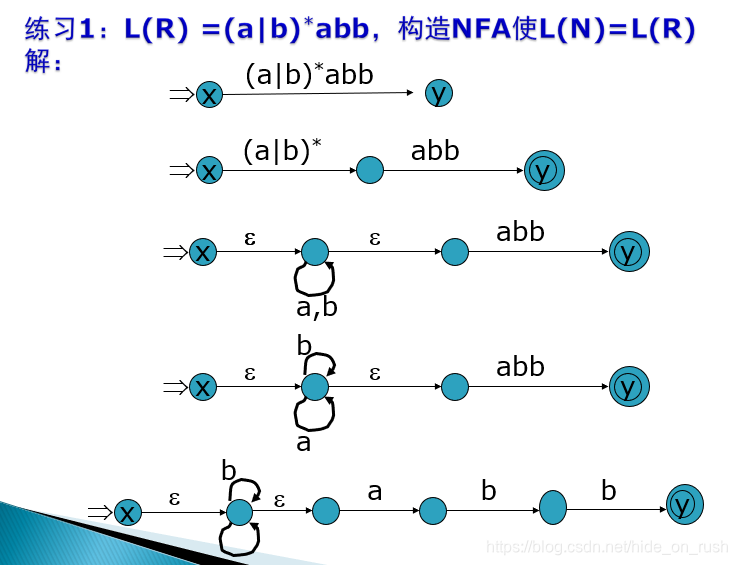 练习1：L(R) =(a|b)*abb，构造NFA使L(N)=L(R)
解：
(a|b)*abb
x y
(a|b)* abb
x y
ε ε abb
x y
a,b
b
ε ε abb
x y
a
b
ε ε a b b
x y
https://blog.csdn.net/hide_on_rush